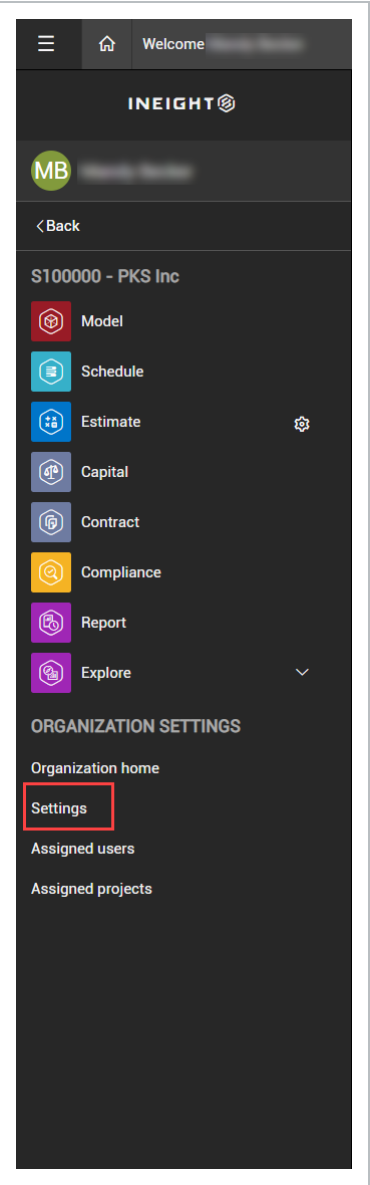 Welcome
INEIGHT
MB
<Back
S100000 - PKS Inc
Model
Schedule
Estimate
Capital
Contract
Compliance
Report
Explore
ORGANIZATION SETTINGS
Organization home
Settings
Assigned users
Assigned projects